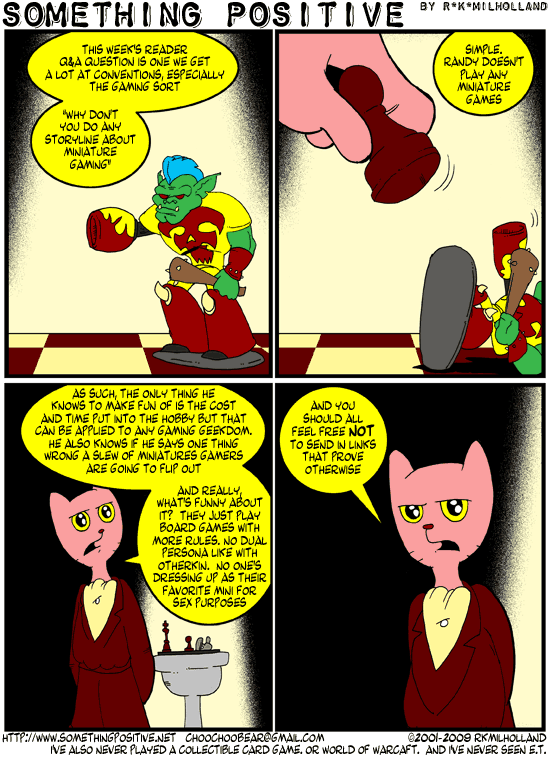 SOMETHING POSITIVE BY R*K*MILHOLLAND
THIS WEEK'S READER
Q&A QUESTION IS ONE WE GET
A LOT AT CONVENTIONS, ESPECIALLY
THE GAMING SORT
"WHY DON'T
YOU DO ANY
STORYLINE ABOUT
MINIATURE
GAMING"
SIMPLE.
RANDY DOESN'T
PLAY ANY
MINIATURE
GAMES
AS SUCH, THE ONLY THING HE
KNOWS TO MAKE FUN OF IS THE COST
AND TIME PUT INTO THE HOBBY BUT THAT
CAN BE APPLIED TO ANY GAMING GEEKDOM.
HE ALSO KNOWS IF HE SAYS ONE THING
WRONG A SLEW OF MINIATURES GAMERS
ARE GOING TO FLIP OUT
AND REALLY,
WHAT'S FUNNY ABOUT
IT? THEY JUST PLAY
BOARD GAMES WITH
MORE RULES. NO DUAL
PERSONA LIKE WITH
OTHERKIN. NO ONE'S
DRESSING UP AS THEIR
FAVORITE MINI FOR
SEX PURPOSES
AND YOU
SHOULD ALL
FEEL FREE NOT
TO SEND IN LINKS
THAT PROVE
OTHERWISE
HTTP://WWW.SOMETHINGPOSITIVE.NET CHOOCHOOBEAR@GMAIL.COM ©2001-2009 RKMILHOLLAND
I'VE ALSO NEVER PLAYED A COLLECTIBLE CARD GAME. OR WORLD OF WARCAFT. AND I'VE NEVER SEEN E.T.